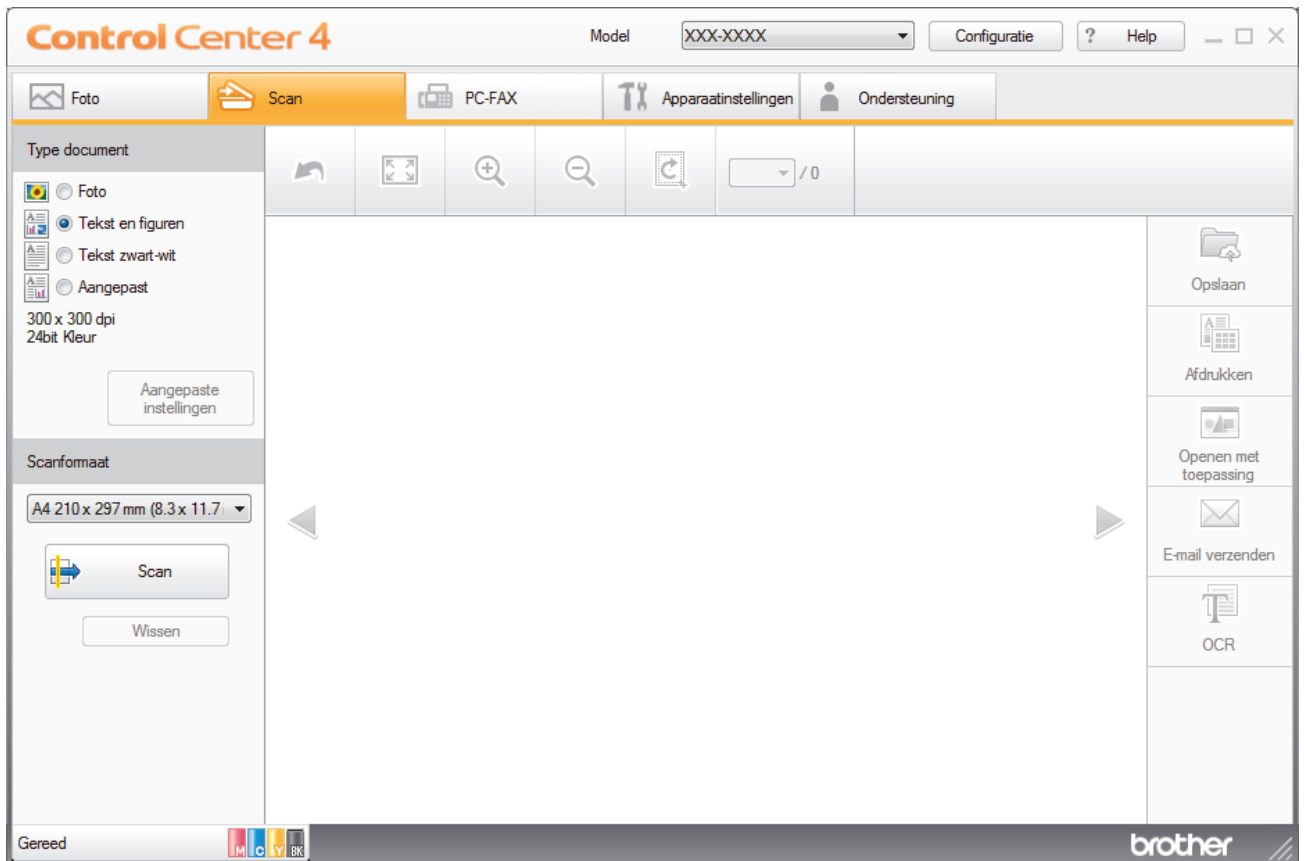 Control Center 4
Model
XXX-XXXX
Configuratie
? Help
Foto
Scan
PC-FAX
Apparaatinstellingen
Ondersteuning
Type document
/ 0
Foto
Tekst en figuren
Tekst zwart-wit
Aangepast
300 x 300 dpi
24bit Kleur
Aangepaste
instellingen
Scanformaat
A4 210 x 297 mm (8.3 x 11.7
Scan
Wissen
Opslaan
Afdrukken
Openen met
toepassing
E-mail verzenden
OCR
Gereed
M C Y BK
brother